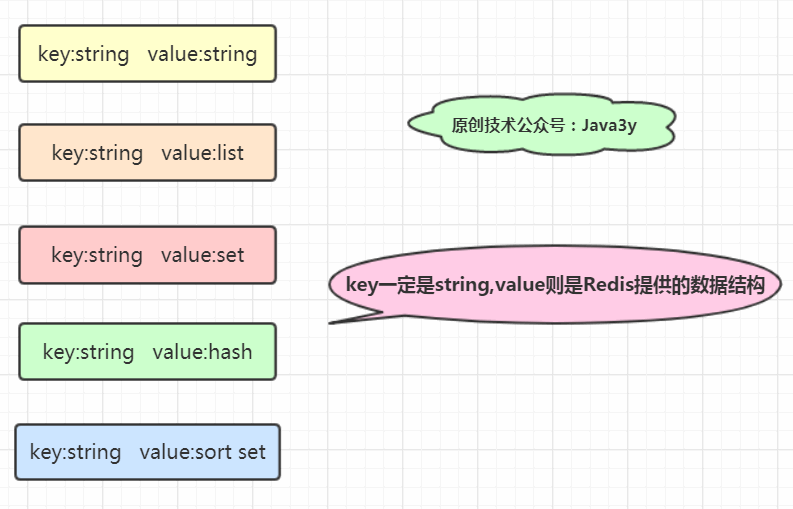 key:string value:string
key:string value:list
key:string value:set
key:string value:hash
key:string value:sort set
原创技术公众号：Java3y
key一定是string,value则是Redis提供的数据结构